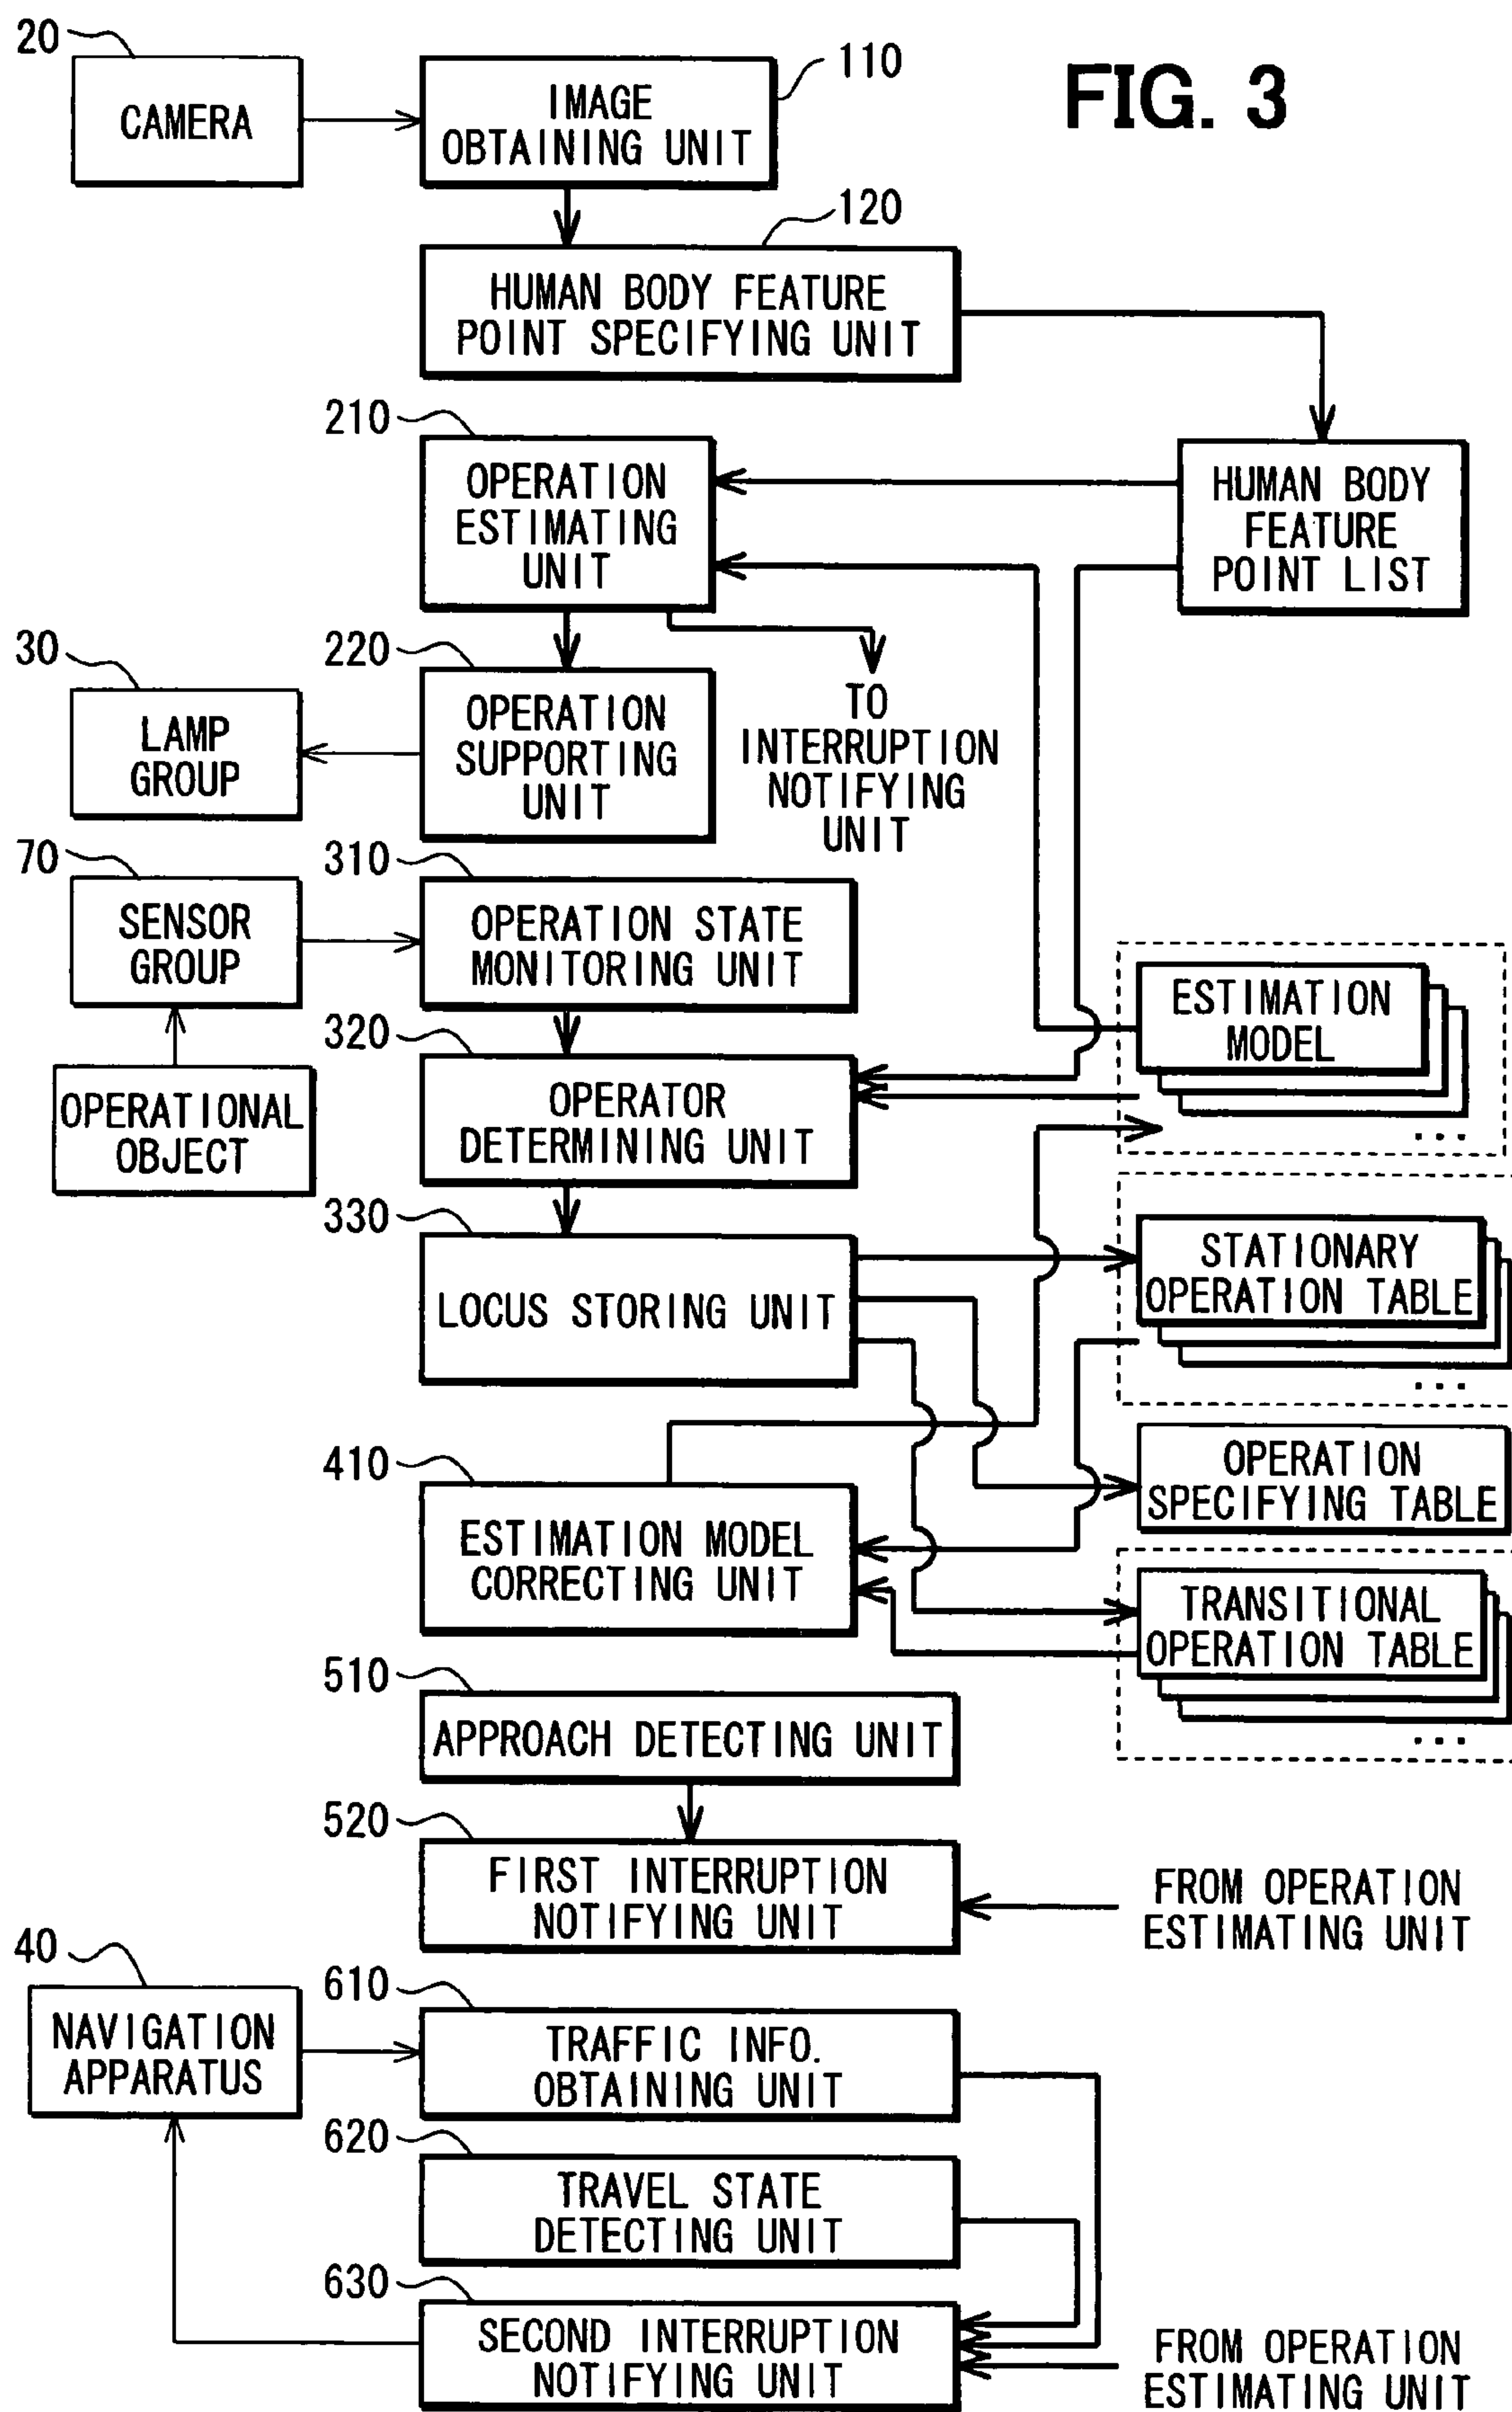 FIG. 3
20
CAMERA
110
IMAGE
OBTAINING UNIT
120
HUMAN BODY FEATURE
POINT SPECIFYING UNIT
210
OPERATION
ESTIMATING
UNIT
HUMAN BODY
FEATURE
POINT LIST
30
LAMP
GROUP
220
OPERATION
SUPPORTING
UNIT
TO
INTERRUPTION
NOTIFYING
UNIT
70
SENSOR
GROUP
310
OPERATION STATE
MONITORING UNIT
ESTIMATION
MODEL
...
OPERATIONAL
OBJECT
320
OPERATOR
DETERMINING UNIT
330
LOCUS STORING UNIT
STATIONARY
OPERATION TABLE
...
OPERATION
SPECIFYING TABLE
410
ESTIMATION MODEL
CORRECTING UNIT
TRANSITIONAL
OPERATION TABLE
...
510
APPROACH DETECTING UNIT
520
FIRST INTERRUPTION
NOTIFYING UNIT
FROM OPERATION
ESTIMATING UNIT
40
NAVIGATION
APPARATUS
610
TRAFFIC INFO.
OBTAINING UNIT
620
TRAVEL STATE
DETECTING UNIT
630
SECOND INTERRUPTION
NOTIFYING UNIT
FROM OPERATION
ESTIMATING UNIT